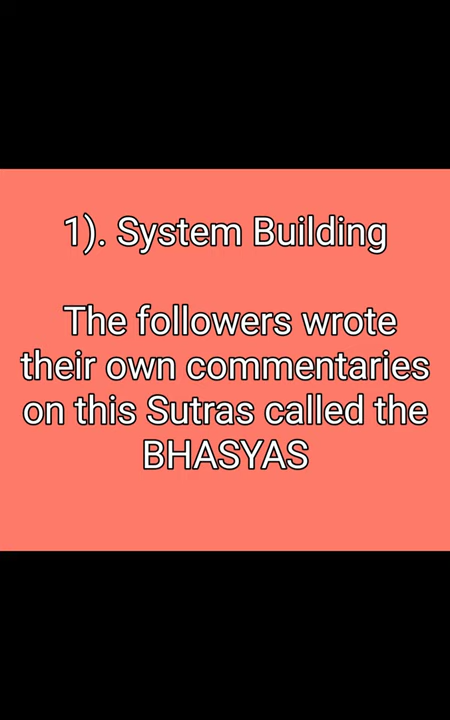 1). System Building
The followers wrote
their own commentaries
on this Sutras called the
BHASYAS